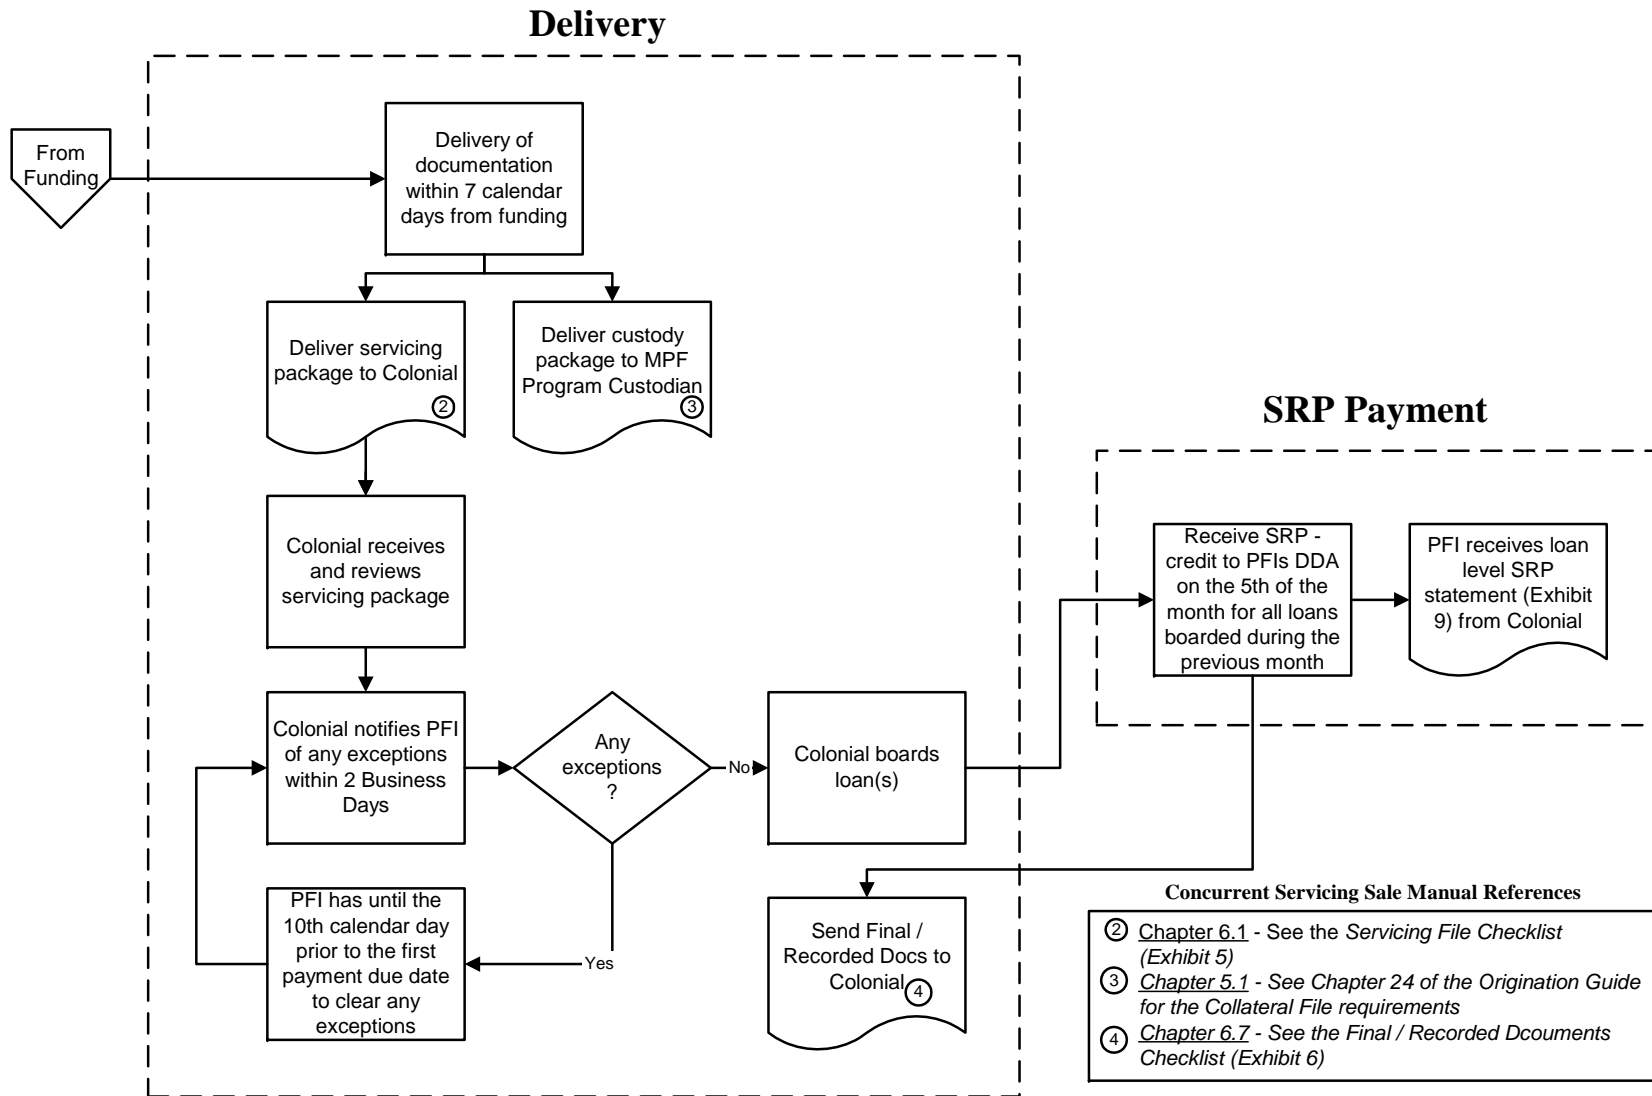 Delivery
From
Funding
Delivery of
documentation
within 7 calendar
days from funding
Deliver servicing
package to Colonial
2
Deliver custody
package to MPF
Program Custodian
3
Colonial receives
and reviews
servicing package
Colonial notifies PFI
of any exceptions
within 2 Business
Days
Any
exceptions
?
No
Colonial boards
loan(s)
Yes
PFI has until the
10th calendar day
prior to the first
payment due date
to clear any
exceptions
Send Final /
Recorded Docs to
Colonial
4
SRP Payment
Receive SRP -
credit to PFIs DDA
on the 5th of the
month for all loans
boarded during the
previous month
PFI receives loan
level SRP
statement (Exhibit
9) from Colonial
Concurrent Servicing Sale Manual References
2 Chapter 6.1 - See the Servicing File Checklist
(Exhibit 5)
3 Chapter 5.1 - See Chapter 24 of the Origination Guide
for the Collateral File requirements
4 Chapter 6.7 - See the Final / Recorded Dcouments
Checklist (Exhibit 6)